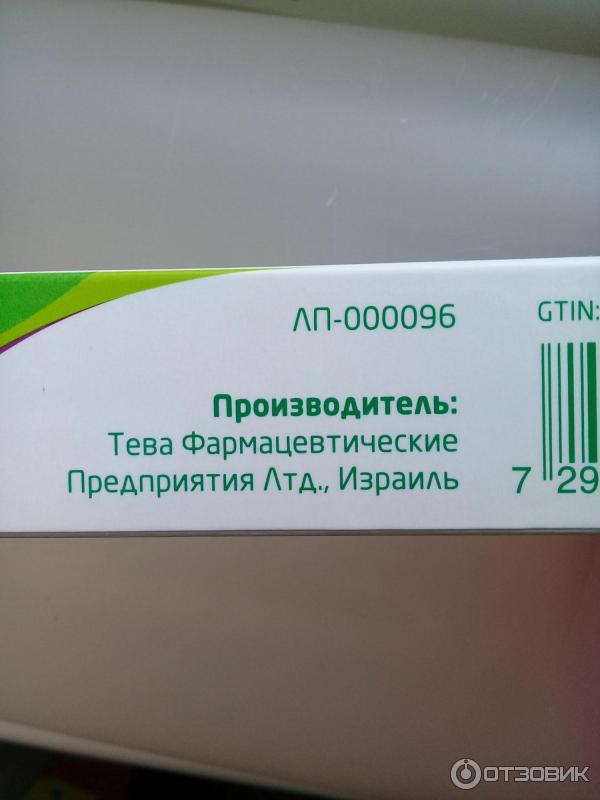 ЛП-000096
GTIN:
Производитель:
Тева Фармацевтические
Предприятия Лтд., Израиль
7 29
ОТЗОВИК